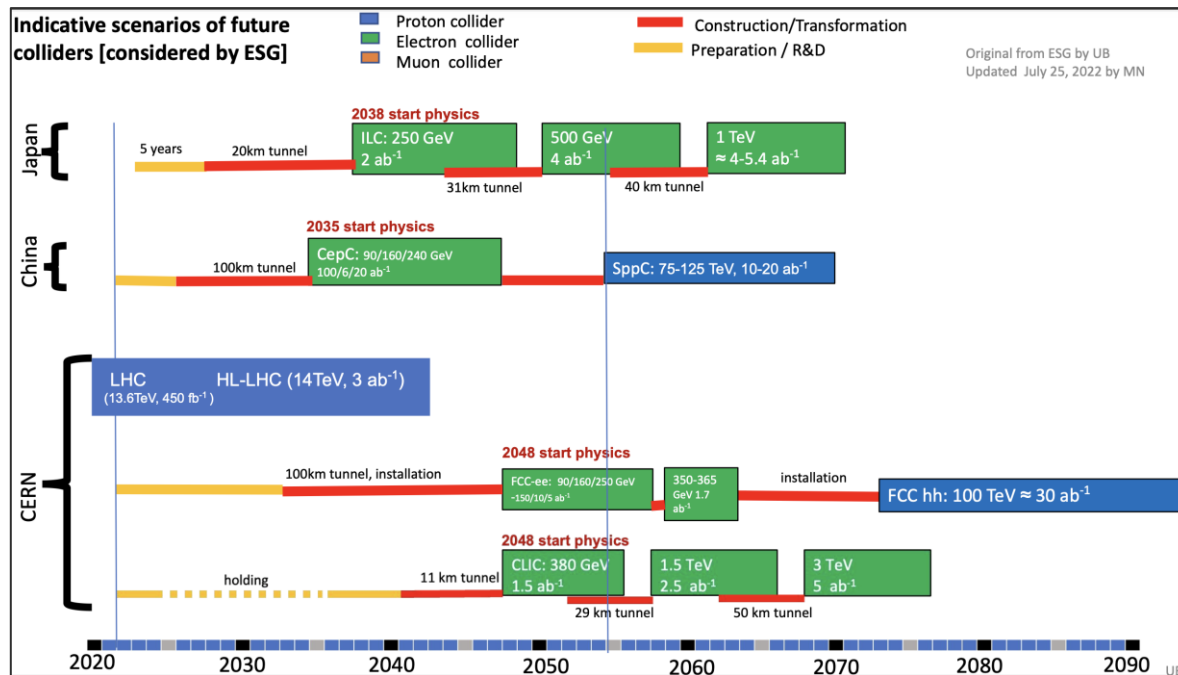 Indicative scenarios of future
colliders [considered by ESG]
Proton collider
Electron collider
Muon collider
Construction/Transformation
Preparation / R&D
Original from ESG by UB
Updated July 25, 2022 by MN
Japan
5 years
20km tunnel
2038 start physics
ILC: 250 GeV
2 ab⁻¹
31km tunnel
500 GeV
4 ab⁻¹
40 km tunnel
1 TeV
≈ 4-5.4 ab⁻¹
China
100km tunnel
2035 start physics
CepC: 90/160/240 GeV
100/6/20 ab⁻¹
SppC: 75-125 TeV, 10-20 ab⁻¹
CERN
LHC HL-LHC (14TeV, 3 ab⁻¹)
(13.6TeV, 450 fb⁻¹)
100km tunnel, installation
2048 start physics
FCC-ee: 90/160/250 GeV
~150/10/5 ab⁻¹
350-365
GeV 1.7
ab⁻¹
installation
FCC hh: 100 TeV ≈ 30 ab⁻¹
holding
11 km tunnel
2048 start physics
CLIC: 380 GeV
1.5 ab⁻¹
29 km tunnel
1.5 TeV
2.5 ab⁻¹
50 km tunnel
3 TeV
5 ab⁻¹
2020 2030 2040 2050 2060 2070 2080 2090
UB